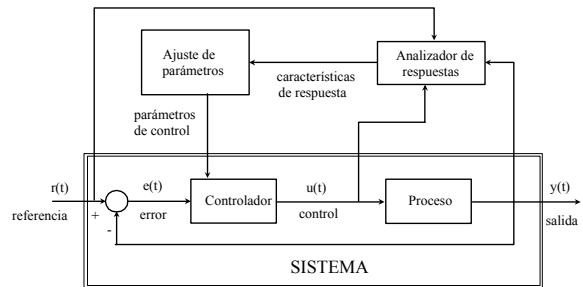 Ajuste de
parámetros
Analizador de
respuestas
características
de respuesta
parámetros
de control
r(t)
referencia
+
-
e(t)
error
Controlador
u(t)
control
Proceso
y(t)
salida
SISTEMA